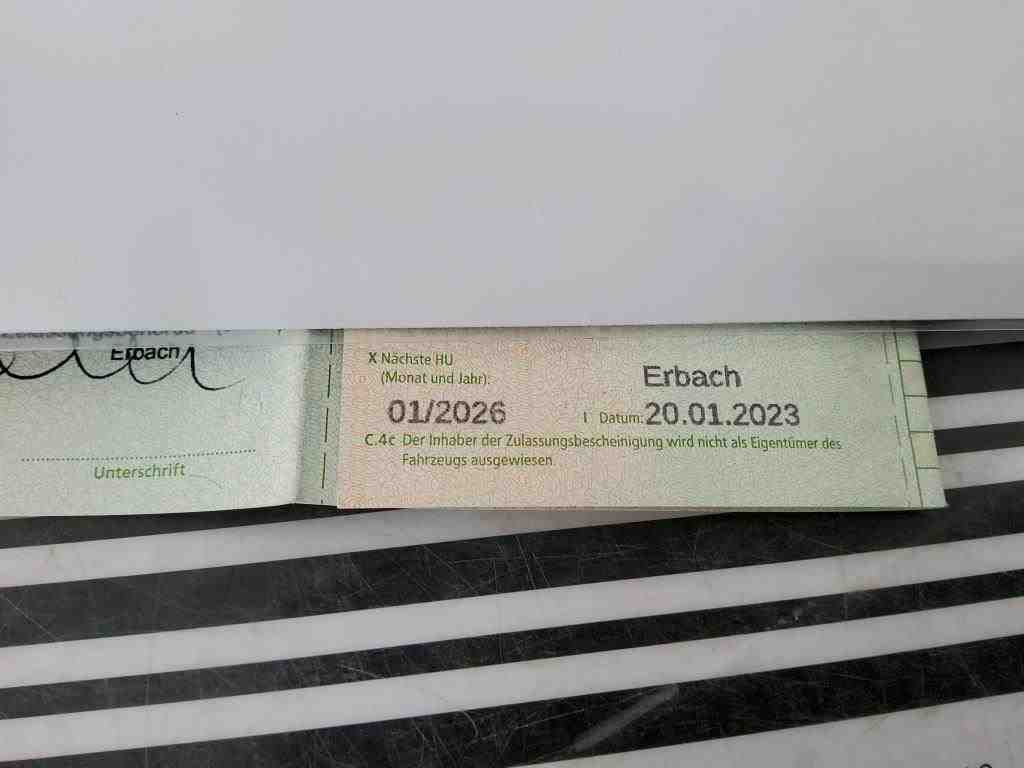 Erbach
Unterschrift
X Nächste HU
(Monat und Jahr):
01/2026
Erbach
I Datum: 20.01.2023
C.4c Der Inhaber der Zulassungsbescheinigung wird nicht als Eigentümer des
Fahrzeugs ausgewiesen.